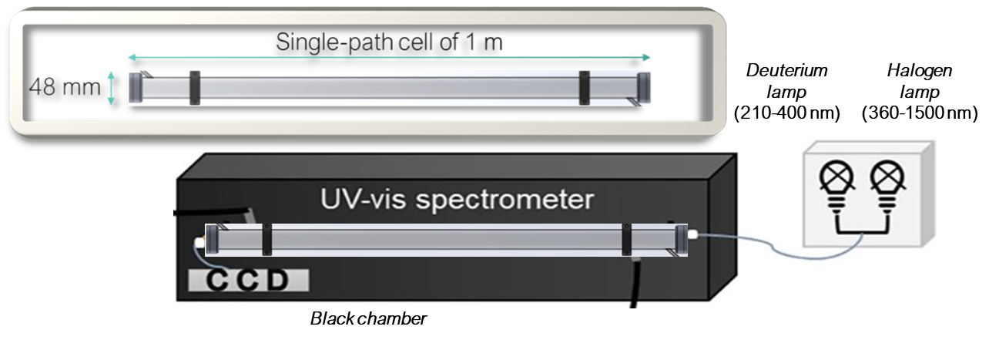 Single-path cell of 1 m
48 mm
Deuterium
lamp
(210-400 nm)
Halogen
lamp
(360-1500 nm)
UV-vis spectrometer
CCD
Black chamber